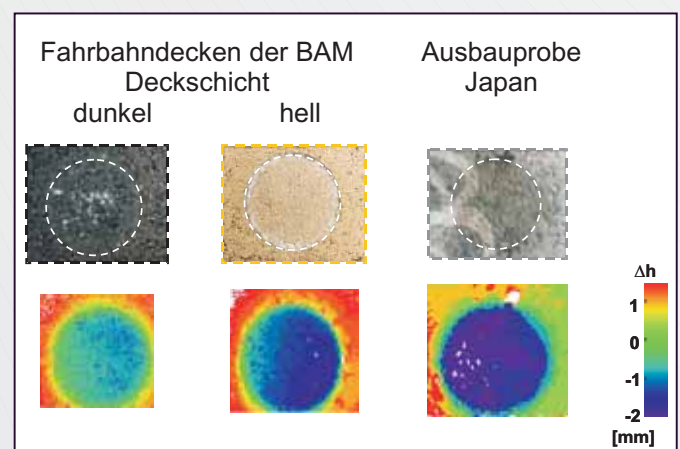 Fahrbahndecken der BAM
Deckschicht
dunkel hell
Ausbauprobe
Japan
Δh
1
0
-1
-2
[mm]